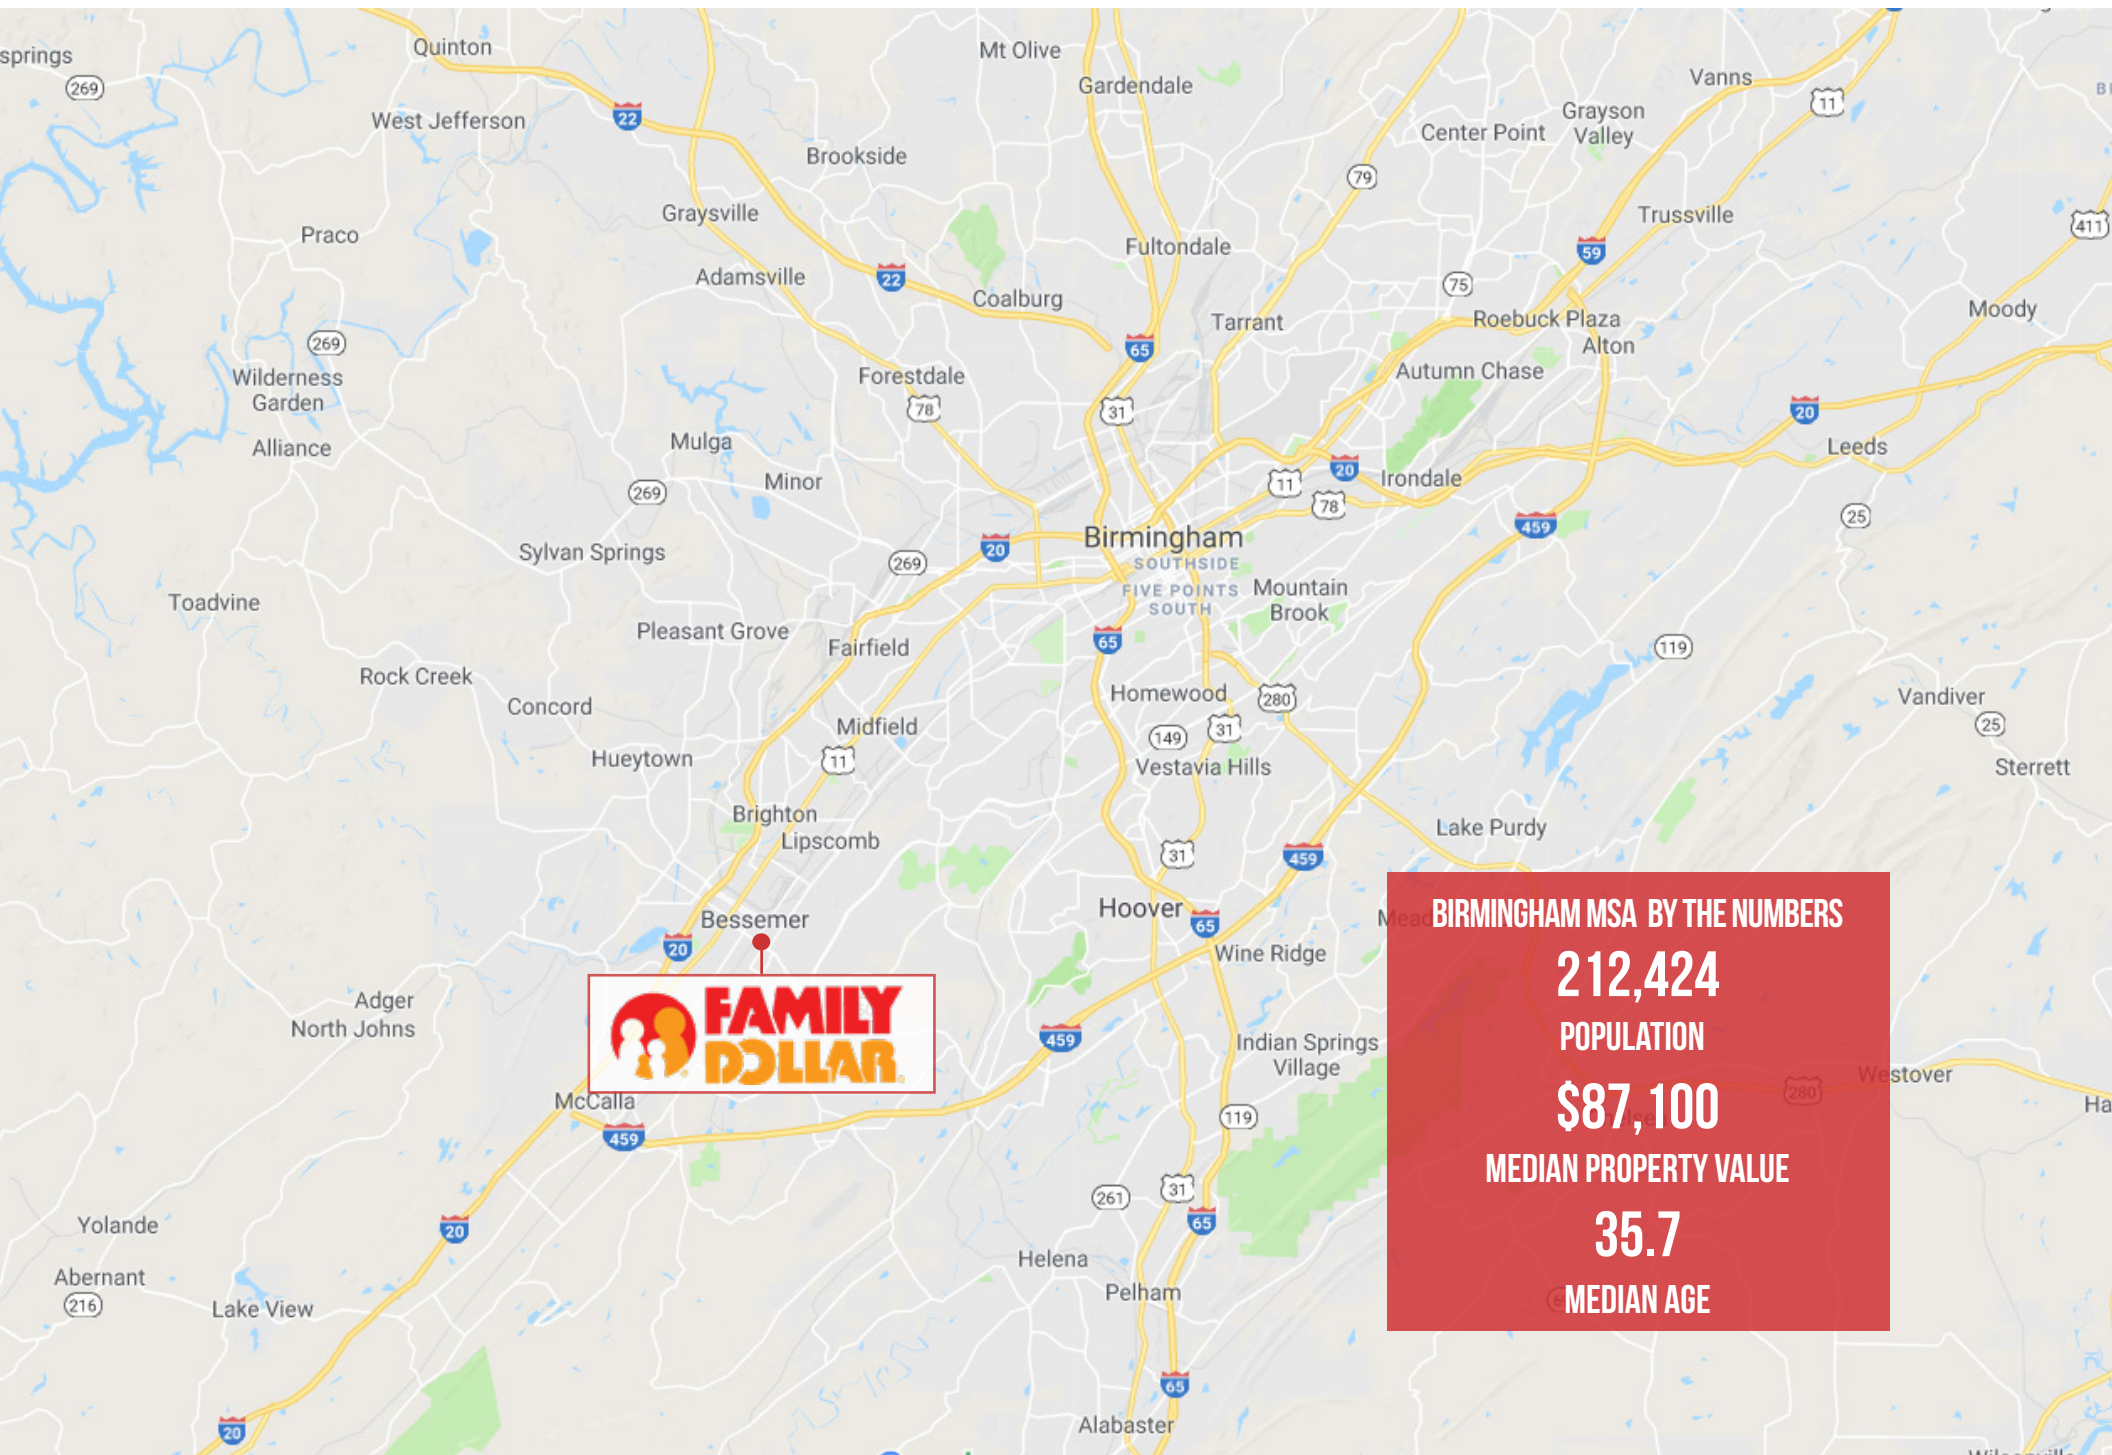 springs
269
Quinton
Mt Olive
Gardendale
Vanns
11
Grayson
Valley
Center Point
22
West Jefferson
Brookside
79
Graysville
Trussville
411
Praco
Fultondale
59
Adamsville
22
Coalburg
75
Moody
Tarrant
Roebuck Plaza
Alton
269
65
Forestdale
Autumn Chase
Wilderness
Garden
78
31
20
Alliance
Mulga
Leeds
Minor
269
20
11
Irondale
78
25
459
Birmingham
SOUTHSIDE
FIVE POINTS
SOUTH
20
269
Sylvan Springs
Mountain
Brook
Toadvine
Pleasant Grove
Fairfield
65
119
Rock Creek
Concord
Homewood
280
Vandiver
25
Midfield
149
31
Hueytown
11
Vestavia Hills
Sterrett
Brighton
Lipscomb
Lake Purdy
31
459
Bessemer
Hoover
65
20
Wine Ridge
Mead
BIRMINGHAM MSA BY THE NUMBERS
212,424
POPULATION
$87,100
MEDIAN PROPERTY VALUE
35.7
MEDIAN AGE
FAMILY
DOLLAR
Adger
North Johns
459
Indian Springs
Village
280
Westover
McCalla
459
119
Ha
261
31
65
Yolande
20
Abernant
216
Lake View
Helena
Pelham
65
Alabaster
20